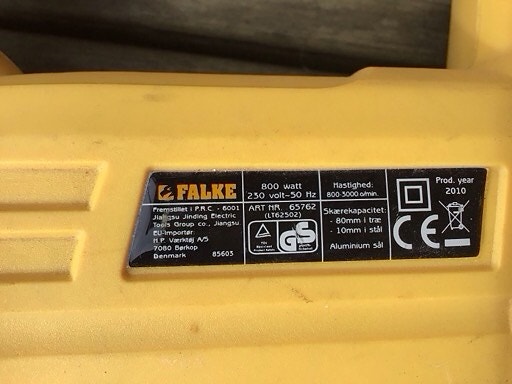 FALKE
Fremstillet i P.R.C. - 6001
Jiangsu Jinding Electric
Tools Group co., Jiangsu
EU-Importør:
H.P. Værktøj A/S
7080 Børkop
Denmark 85603
800 watt
230 volt~50 Hz
ART NR. 65762
(LT62502)
Hastighed:
800-3000 o/min.
Skærekapacitet:
- 80mm i træ
- 10mm i stål
Aluminium sål
Prod. year
2010
CE
GS